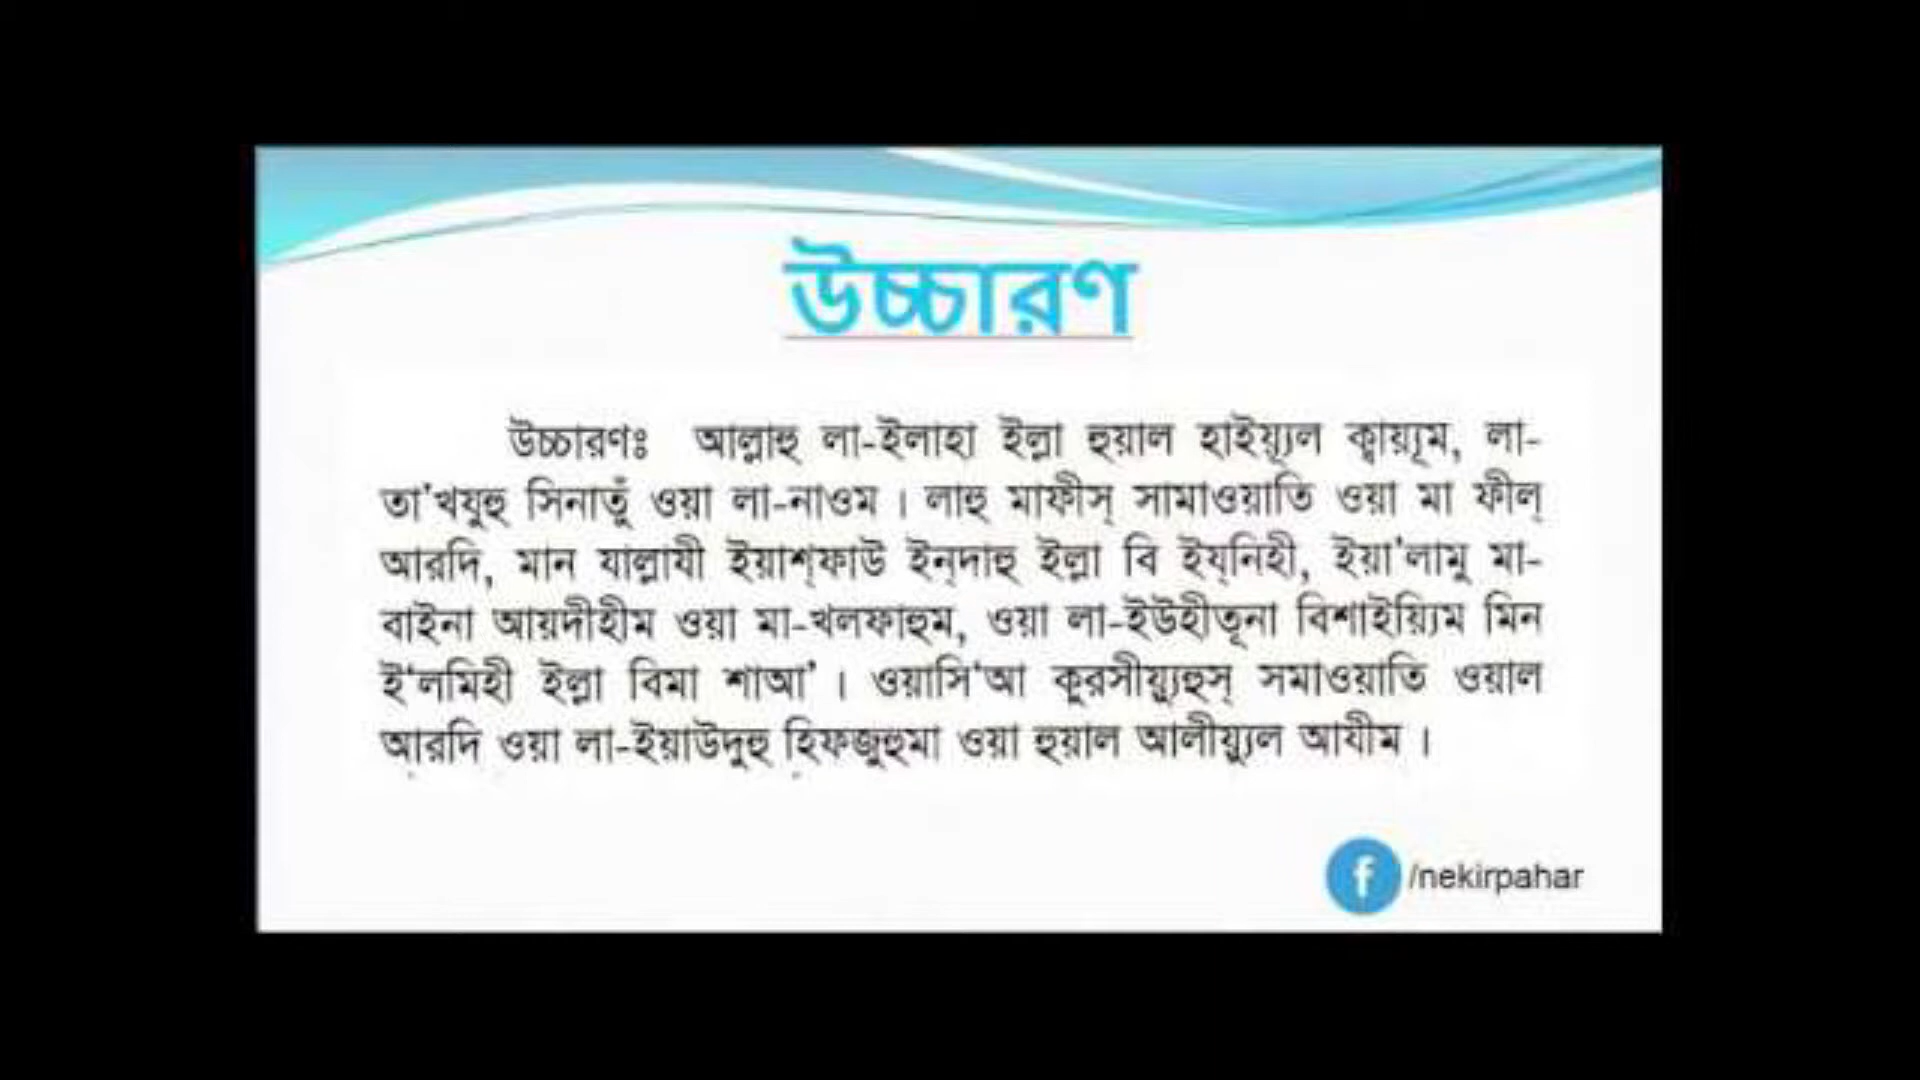 উচ্চারণ
উচ্চারণঃ আল্লাহু লা-ইলাহা ইল্লা হুয়াল হাইয়্যূল ক্বায়্যূম, লা-
তা'খযুহু সিনাতুঁ ওয়া লা-নাওম । লাহু মাফীস্ সামাওয়াতি ওয়া মা ফীল্
আরদি, মান যাল্লাযী ইয়াশ্ফাউ ইন্দাহু ইল্লা বি ইয্নিহী, ইয়া'লামু মা-
বাইনা আয়দীহীম ওয়া মা-খলফাহুম, ওয়া লা-ইউহীতূনা বিশাইয়্যিম মিন
ই'লমিহী ইল্লা বিমা শাআ' । ওয়াসি'আ কুরসীয়্যুহুস্ সমাওয়াতি ওয়াল
আরদি ওয়া লা-ইয়াউদুহু হিফজুহুমা ওয়া হুয়াল আলীয়্যুল আযীম ।
/nekirpahar